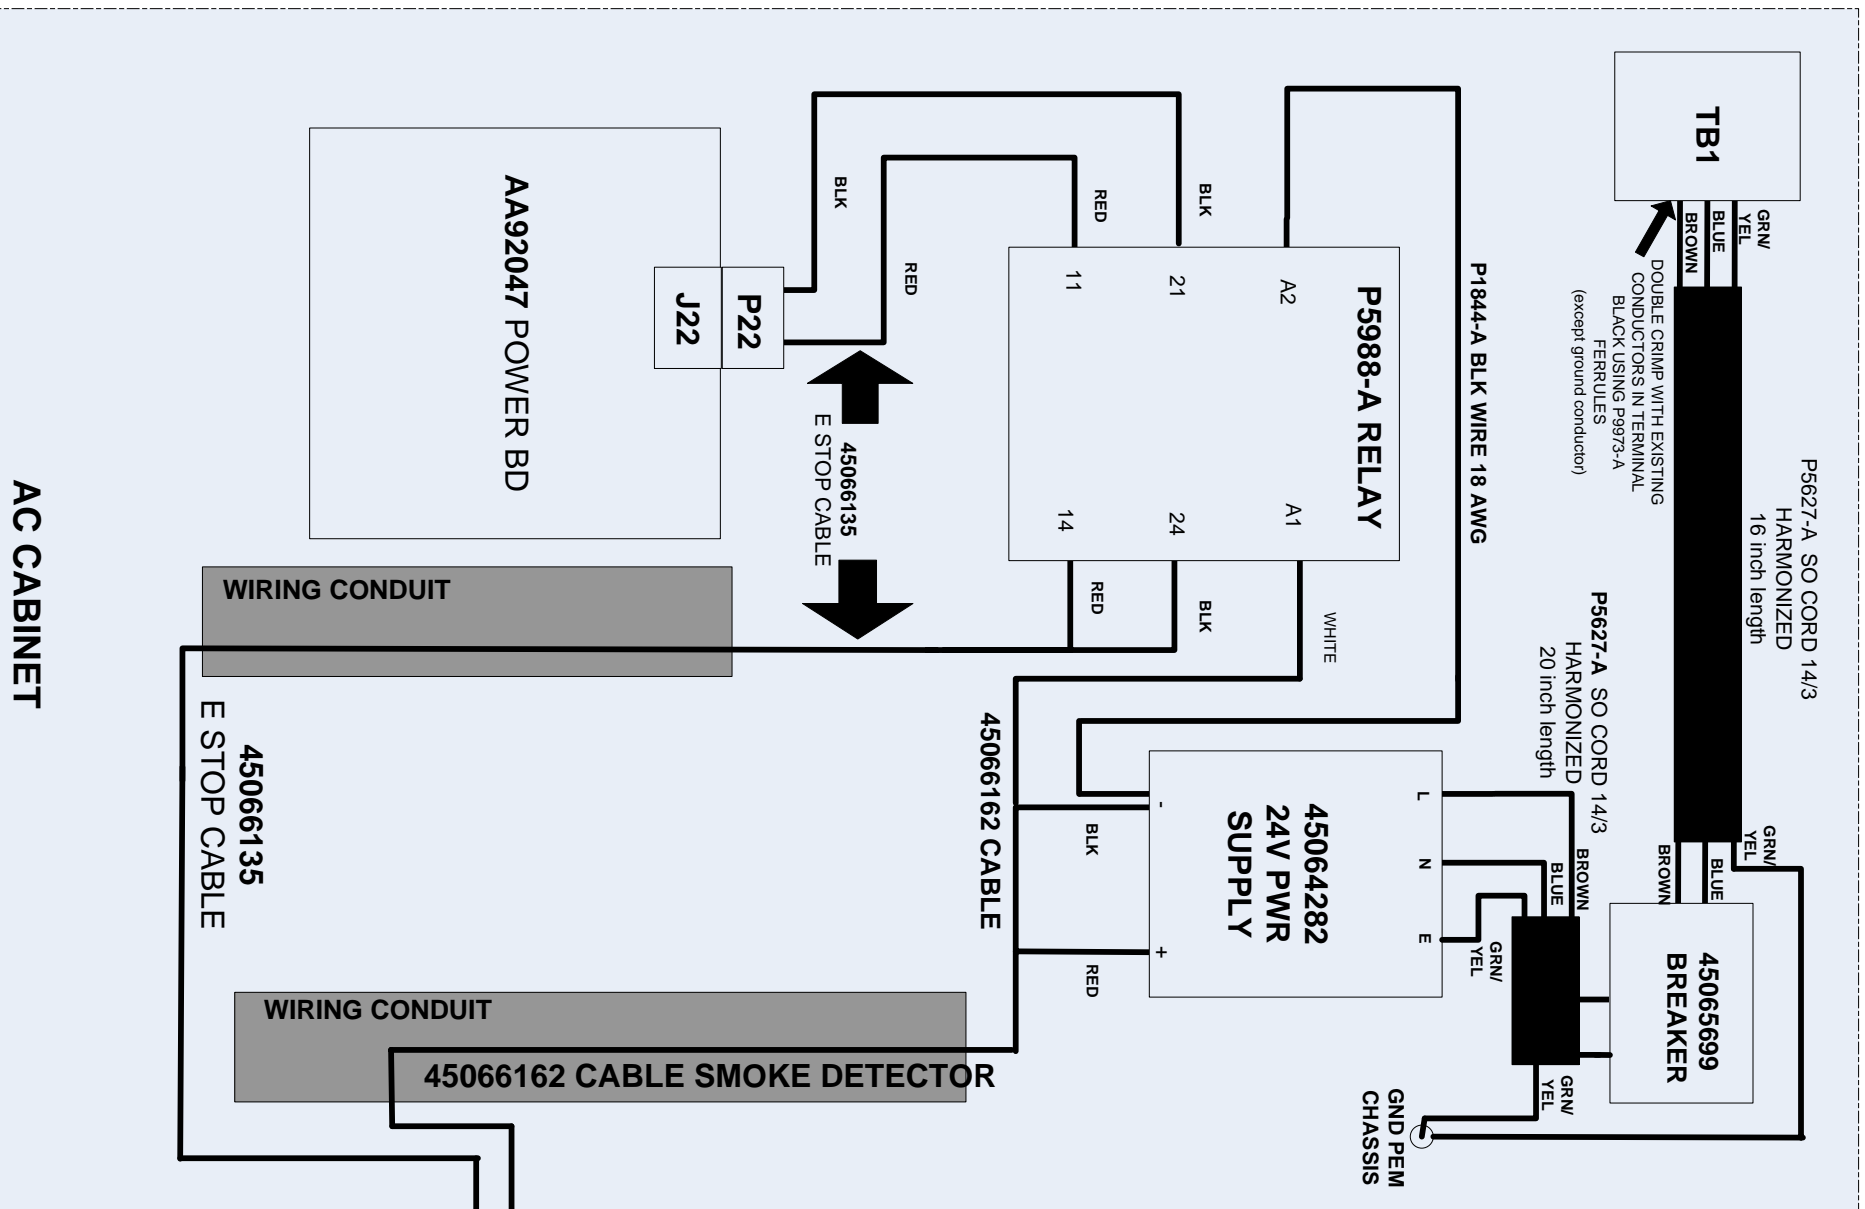 TB1
GRN/
YEL
BLUE
BROWN
DOUBLE CRIMP WITH EXISTING
CONDUCTORS IN TERMINAL
BLACK USING P9973-A
FERRULES
(except ground conductor)
P5627-A SO CORD 14/3
HARMONIZED
16 inch length
GRN/
YEL
BLUE
BROWN
45065699
BREAKER
P5627-A SO CORD 14/3
HARMONIZED
20 inch length
BROWN
BLUE
GRN/
YEL
GRN/
YEL
GND PEM
CHASSIS
P1844-A BLK WIRE 18 AWG
P5988-A RELAY
A2
21
11
A1
24
14
BLK
RED
BLK
RED
WHITE
BLK
RED
AA92047 POWER BD
P22
J22
45066135
E STOP CABLE
45064282
24V PWR
SUPPLY
L
N
E
-
+
BLK
RED
45066162 CABLE
WIRING CONDUIT
45066135
E STOP CABLE
WIRING CONDUIT
45066162 CABLE SMOKE DETECTOR
AC CABINET